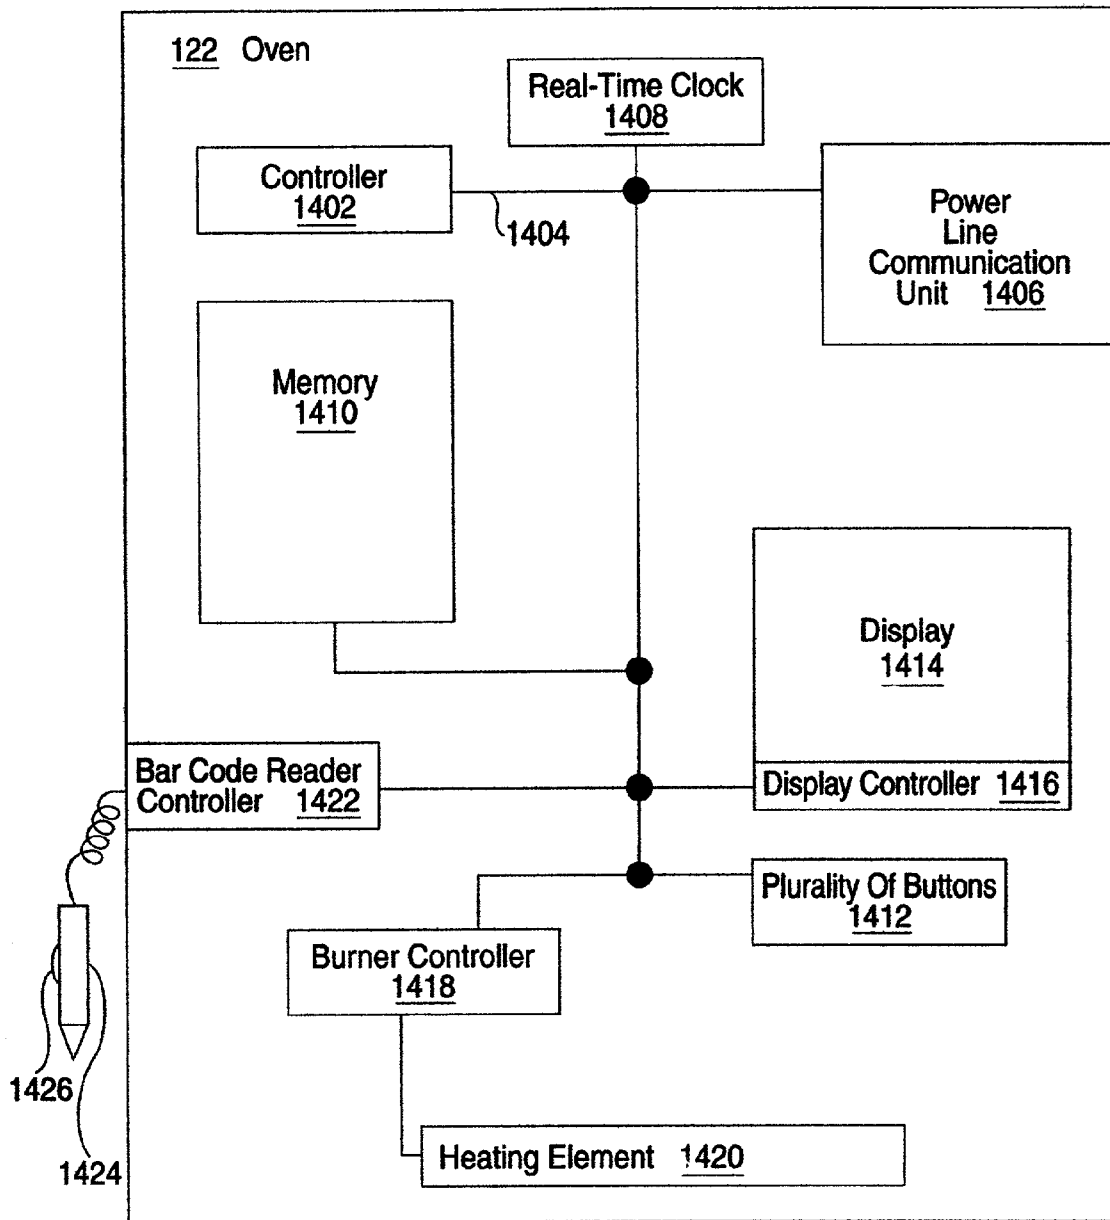 122 Oven
Real-Time Clock
1408
Controller
1402
1404
Power
Line
Communication
Unit 1406
Memory
1410
Display
1414
Bar Code Reader
Controller 1422
Display Controller 1416
Plurality Of Buttons
1412
Burner Controller
1418
1426
1424
Heating Element 1420